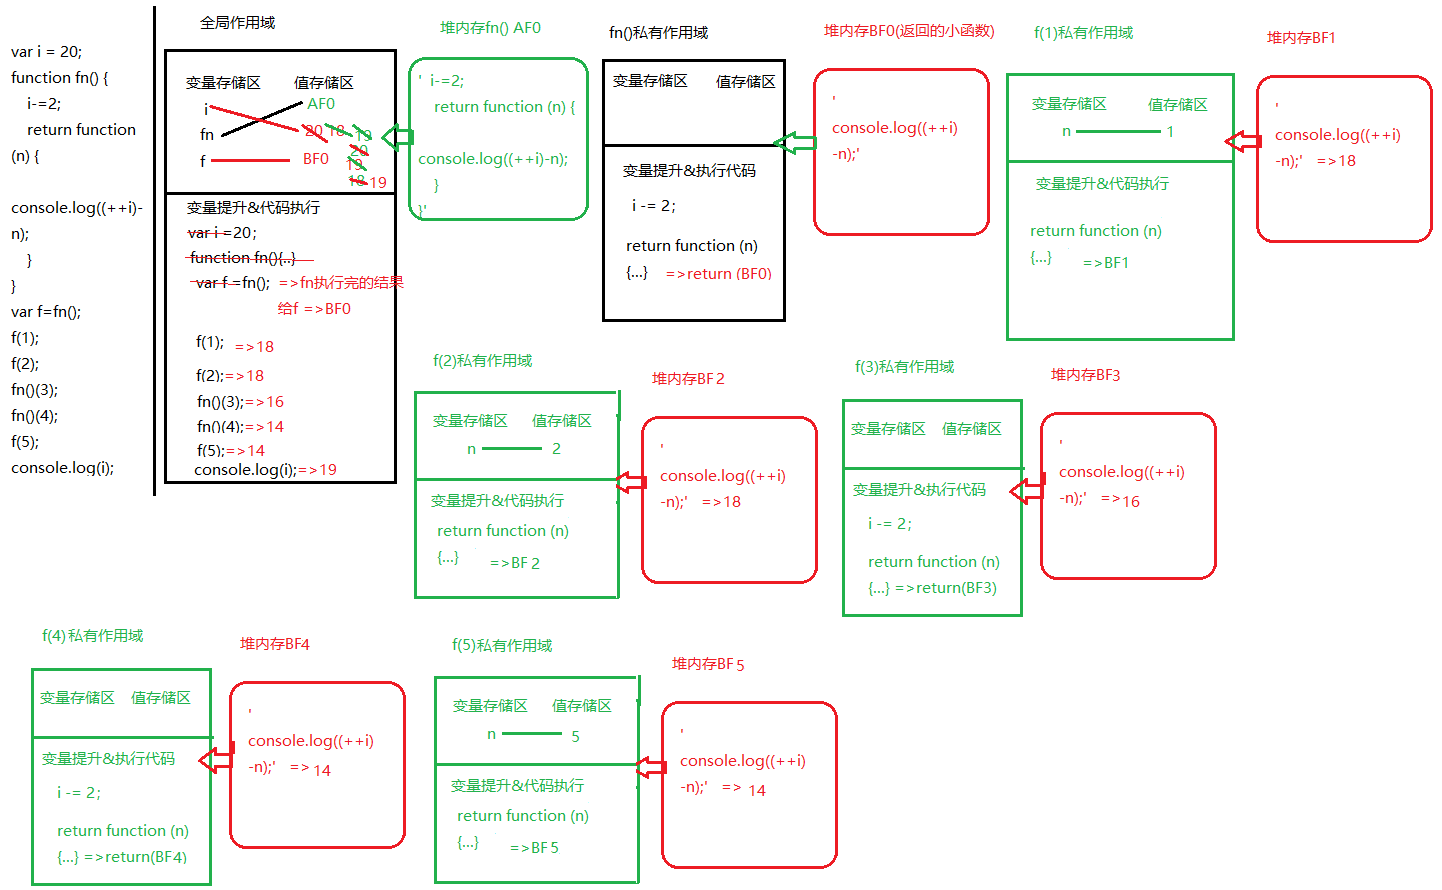 var i = 20;
function fn() {
i-=2;
return function
(n) {
console.log((++i)-
n);
}
}
var f=fn();
f(1);
f(2);
fn()(3);
fn()(4);
f(5);
console.log(i);
全局作用域
变量存储区 值存储区
i
AF0
fn
20 18 19
20
f
BF0
19
18 19
变量提升&代码执行
var i =20;
function fn(){..}
var f =fn(); =>fn执行完的结果
给f =>BF0
f(1); =>18
f(2);=>18
fn()(3);=>16
fn()(4);=>14
f(5);=>14
console.log(i);=>19
堆内存fn() AF0
' i-=2;
return function (n) {
console.log((++i)-n);
}
}'
fn()私有作用域
变量存储区 值存储区
变量提升&执行代码
i -= 2;
return function (n)
{...} =>return (BF0)
堆内存BF0(返回的小函数)
'
console.log((++i)
-n);'
f(1)私有作用域
变量存储区 值存储区
n 1
变量提升&代码执行
return function (n)
{...} =>BF1
堆内存BF1
'
console.log((++i)
-n);' =>18
f(2)私有作用域
变量存储区 值存储区
n 2
变量提升&代码执行
return function (n)
{...} =>BF 2
堆内存BF 2
'
console.log((++i)
-n);' =>18
f(3)私有作用域
变量存储区 值存储区
变量提升&执行代码
i -= 2;
return function (n)
{...} =>return(BF3)
堆内存BF3
'
console.log((++i)
-n);' =>16
f(4)私有作用域
变量存储区 值存储区
变量提升&执行代码
i -= 2;
return function (n)
{...} =>return(BF4)
堆内存BF4
'
console.log((++i)
-n);' =>14
f(5)私有作用域
变量存储区 值存储区
n 5
变量提升&代码执行
return function (n)
{...} =>BF 5
堆内存BF 5
'
console.log((++i)
-n);' => 14